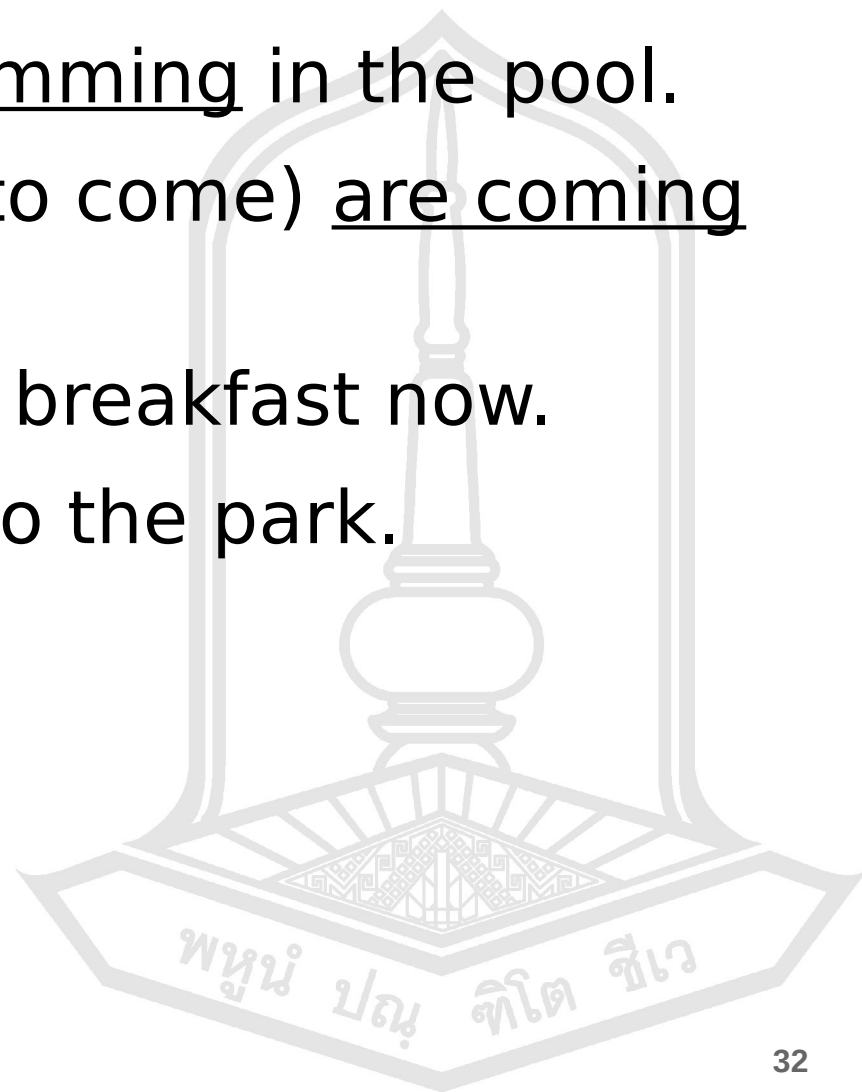 mming in the pool.
to come) are coming
breakfast now.
o the park.
พหูนํ ปณฺฑิโต ชีเว
32